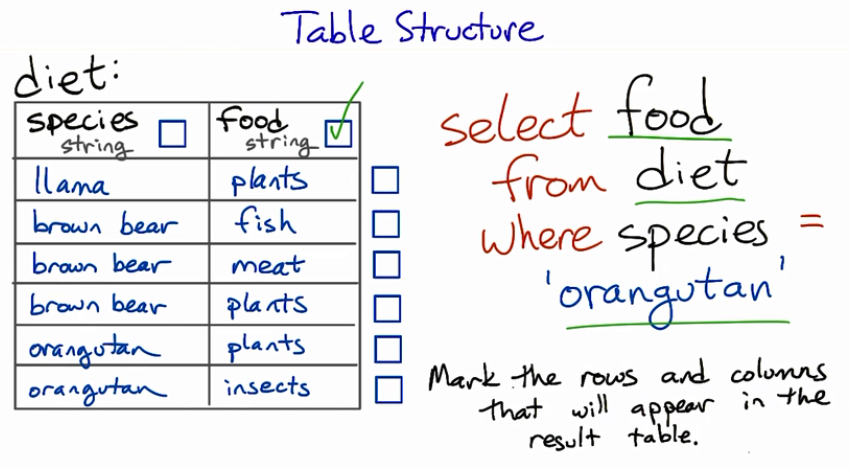 Table Structure
diet:
species food
string string
llama plants
brown bear fish
brown bear meat
brown bear plants
orangutan plants
orangutan insects
select food
from diet
where species =
'orangutan'
Mark the rows and columns
that will appear in the
result table.